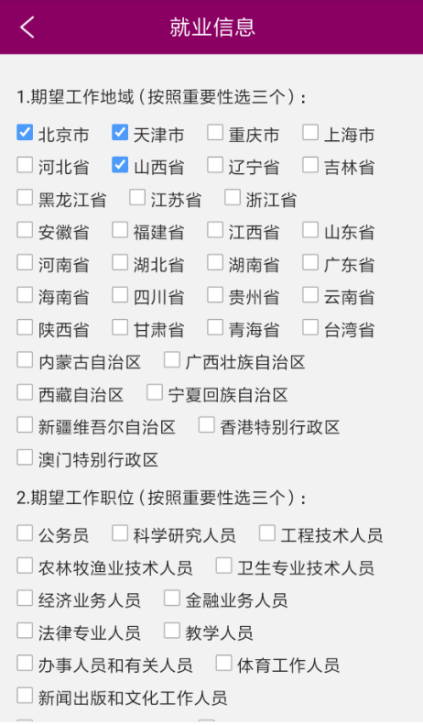 就业信息
1.期望工作地域(按照重要性选三个)：
北京市 天津市 重庆市 上海市
河北省 山西省 辽宁省 吉林省
黑龙江省 江苏省 浙江省
安徽省 福建省 江西省 山东省
河南省 湖北省 湖南省 广东省
海南省 四川省 贵州省 云南省
陕西省 甘肃省 青海省 台湾省
内蒙古自治区 广西壮族自治区
西藏自治区 宁夏回族自治区
新疆维吾尔自治区 香港特别行政区
澳门特别行政区
2.期望工作职位(按照重要性选三个)：
公务员 科学研究人员 工程技术人员
农林牧渔业技术人员 卫生专业技术人员
经济业务人员 金融业务人员
法律专业人员 教学人员
办事人员和有关人员 体育工作人员
新闻出版和文化工作人员